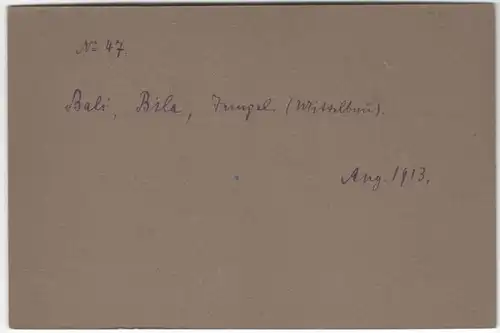 No 47
Bali, Bila, Tempel (Mittelbau).
Aug. 1913.